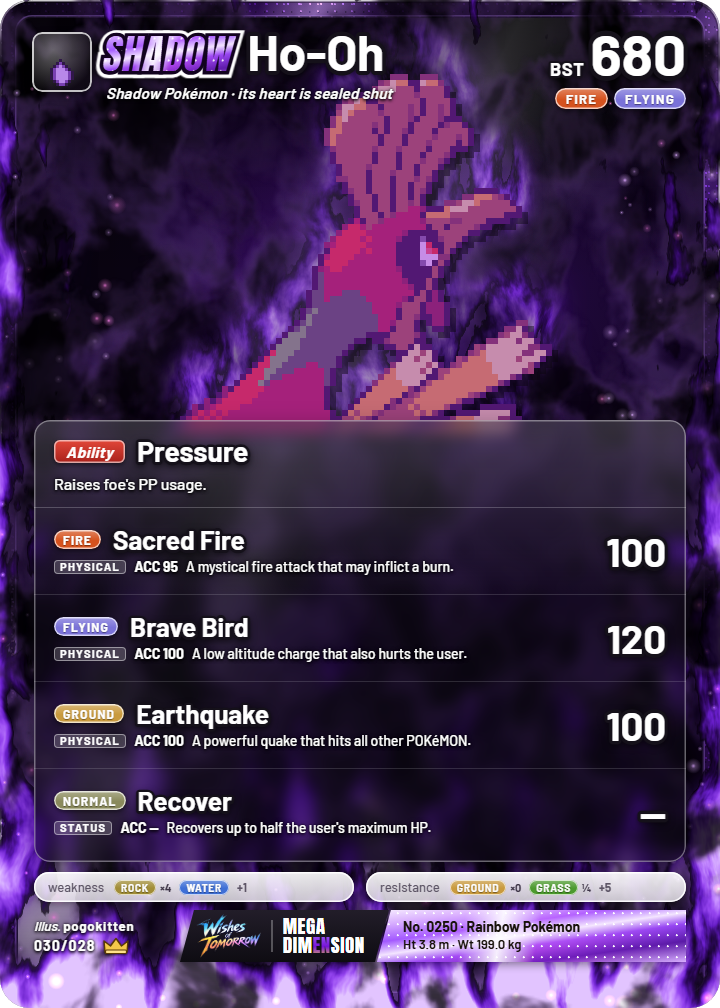 SHADOW Ho-Oh
BST 680
Shadow Pokémon · its heart is sealed shut
FIRE FLYING
Ability Pressure
Raises foe's PP usage.
FIRE Sacred Fire 100
PHYSICAL ACC 95 A mystical fire attack that may inflict a burn.
FLYING Brave Bird 120
PHYSICAL ACC 100 A low altitude charge that also hurts the user.
GROUND Earthquake 100
PHYSICAL ACC 100 A powerful quake that hits all other POKéMON.
NORMAL Recover —
STATUS ACC — Recovers up to half the user's maximum HP.
weakness ROCK ×4 WATER +1
resistance GROUND ×0 GRASS ¼ +5
Illus. pogokitten
030/028
Wishes of Tomorrow
MEGA
DIMENSION
No. 0250 · Rainbow Pokémon
Ht 3.8 m · Wt 199.0 kg